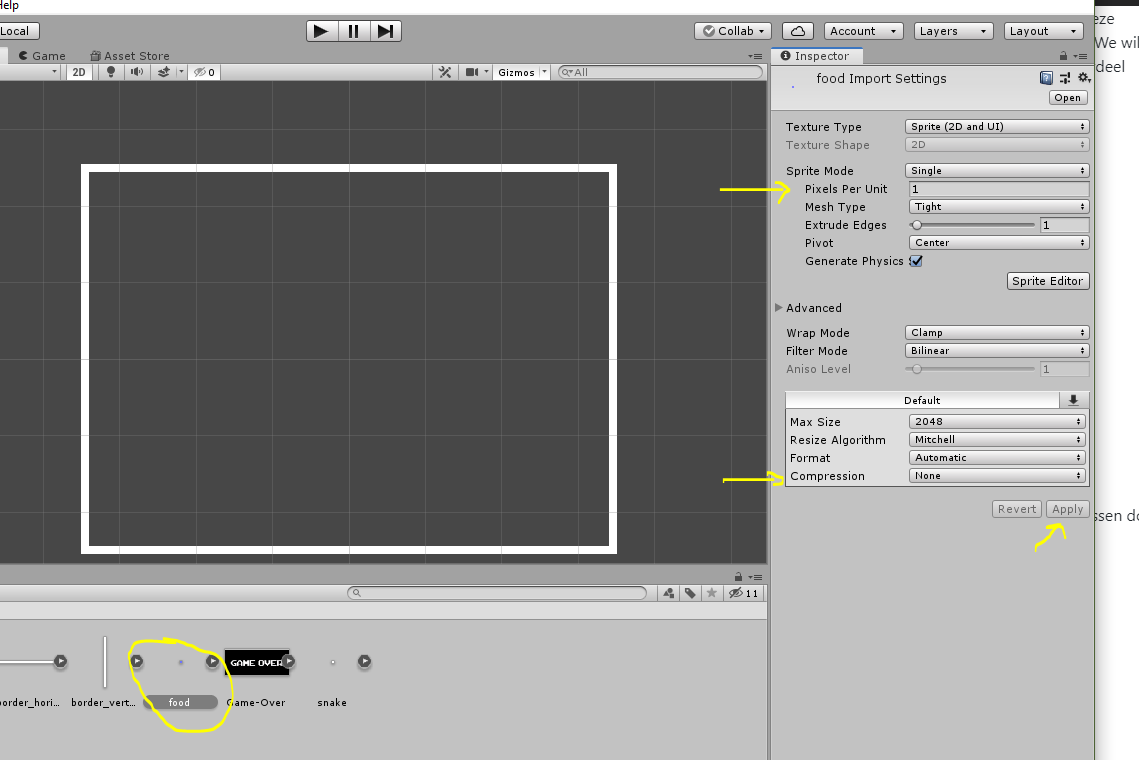 Help
Local
Collab
Account
Layers
Layout
Game
Asset Store
2D
0
Gizmos
All
Inspector
food Import Settings
Open
Texture Type
Sprite (2D and UI)
Texture Shape
2D
Sprite Mode
Single
Pixels Per Unit
1
Mesh Type
Tight
Extrude Edges
1
Pivot
Center
Generate Physics
Sprite Editor
Advanced
Wrap Mode
Clamp
Filter Mode
Bilinear
Aniso Level
1
Default
Max Size
2048
Resize Algorithm
Mitchell
Format
Automatic
Compression
None
Revert
Apply
11
GAME OVER
border_hori...
border_vert...
food
Game-Over
snake
eze
We wil
deel
ssen do